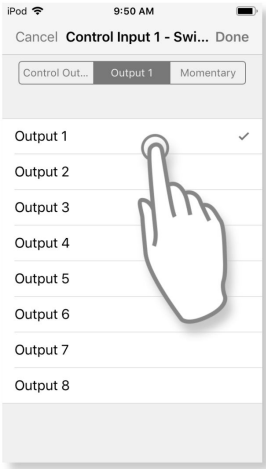 iPod 9:50 AM
Cancel Control Input 1 - Swi... Done
Control Out... Output 1 Momentary
Output 1
Output 2
Output 3
Output 4
Output 5
Output 6
Output 7
Output 8